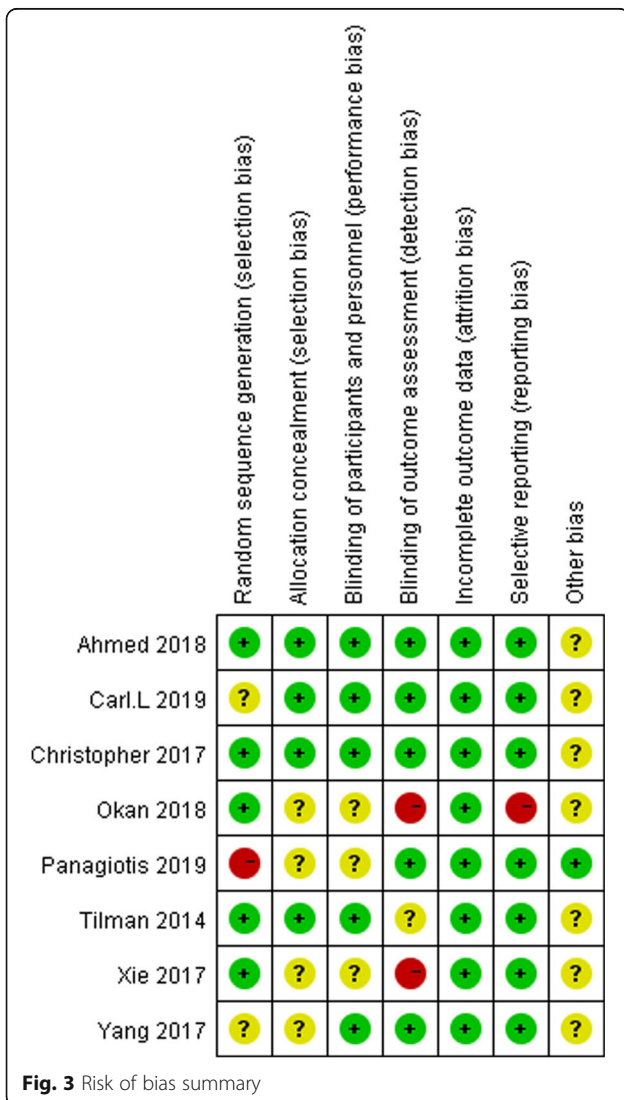 Random sequence generation (selection bias)
Allocation concealment (selection bias)
Blinding of participants and personnel (performance bias)
Blinding of outcome assessment (detection bias)
Incomplete outcome data (attrition bias)
Selective reporting (reporting bias)
Other bias
Ahmed 2018 + + + + + + ?
Carl.L 2019 ? + + + + + ?
Christopher 2017 + + + + + + ?
Okan 2018 + ? ? - + - ?
Panagiotis 2019 - ? ? + + + +
Tilman 2014 + + + ? + + ?
Xie 2017 + ? ? - + + ?
Yang 2017 ? ? + + + + ?
Fig. 3 Risk of bias summary